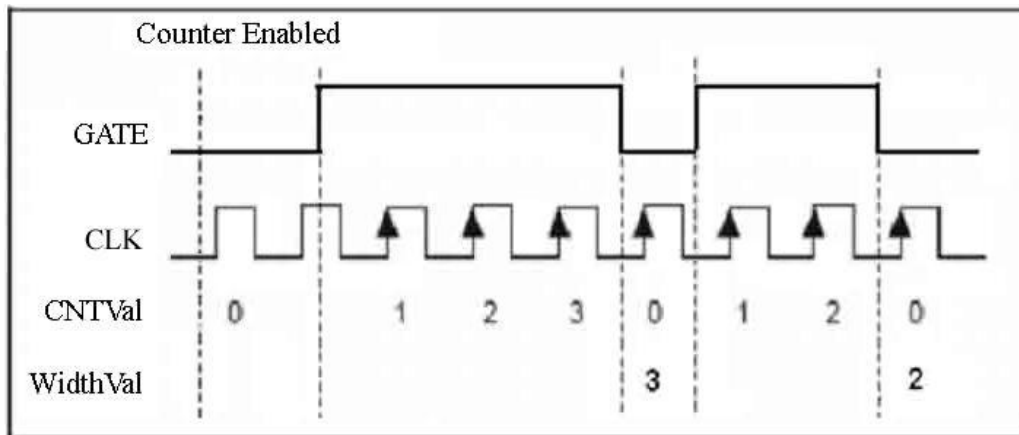 Counter Enabled
GATE
CLK
CNTVal 0 1 2 3 0 1 2 0
WidthVal 3 2